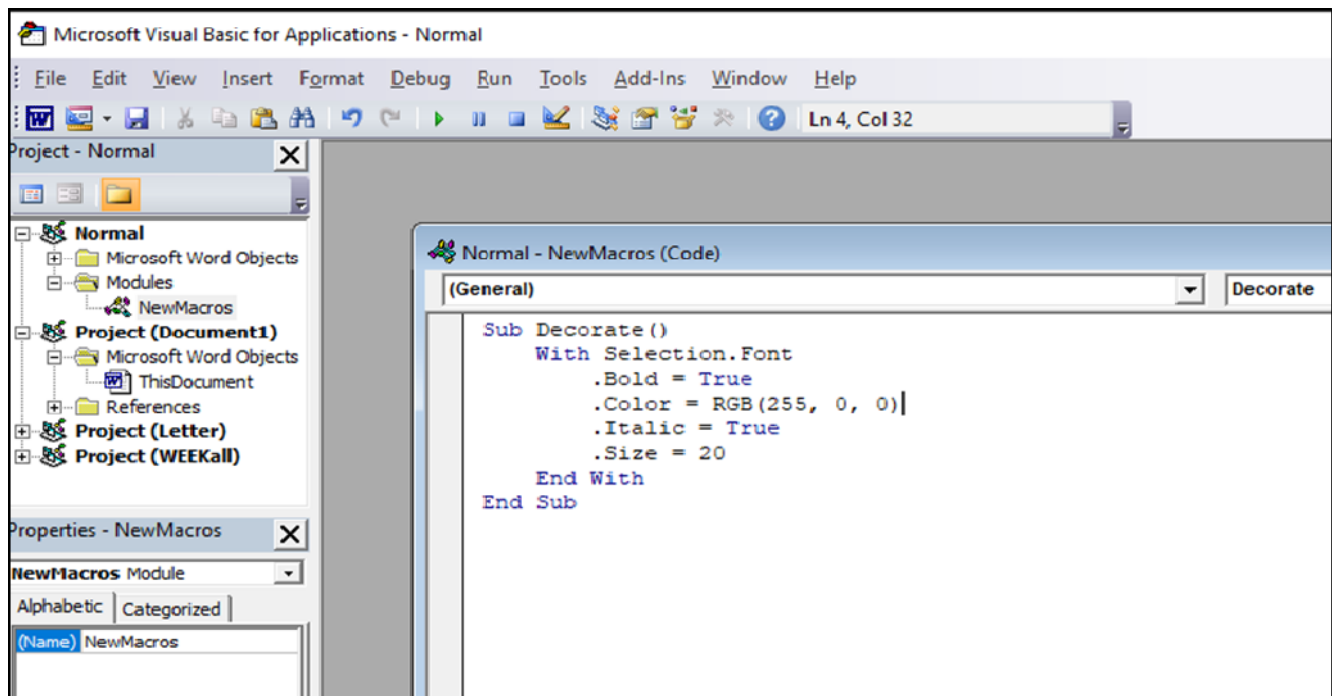 Microsoft Visual Basic for Applications - Normal
File Edit View Insert Format Debug Run Tools Add-Ins Window Help
Ln 4, Col 32
Project - Normal
Normal
Microsoft Word Objects
Modules
NewMacros
Project (Document1)
Microsoft Word Objects
ThisDocument
References
Project (Letter)
Project (WEEKall)
Properties - NewMacros
NewMacros Module
Alphabetic Categorized
(Name) NewMacros
Normal - NewMacros (Code)
(General) Decorate
Sub Decorate()
With Selection.Font
.Bold = True
.Color = RGB(255, 0, 0)
.Italic = True
.Size = 20
End With
End Sub